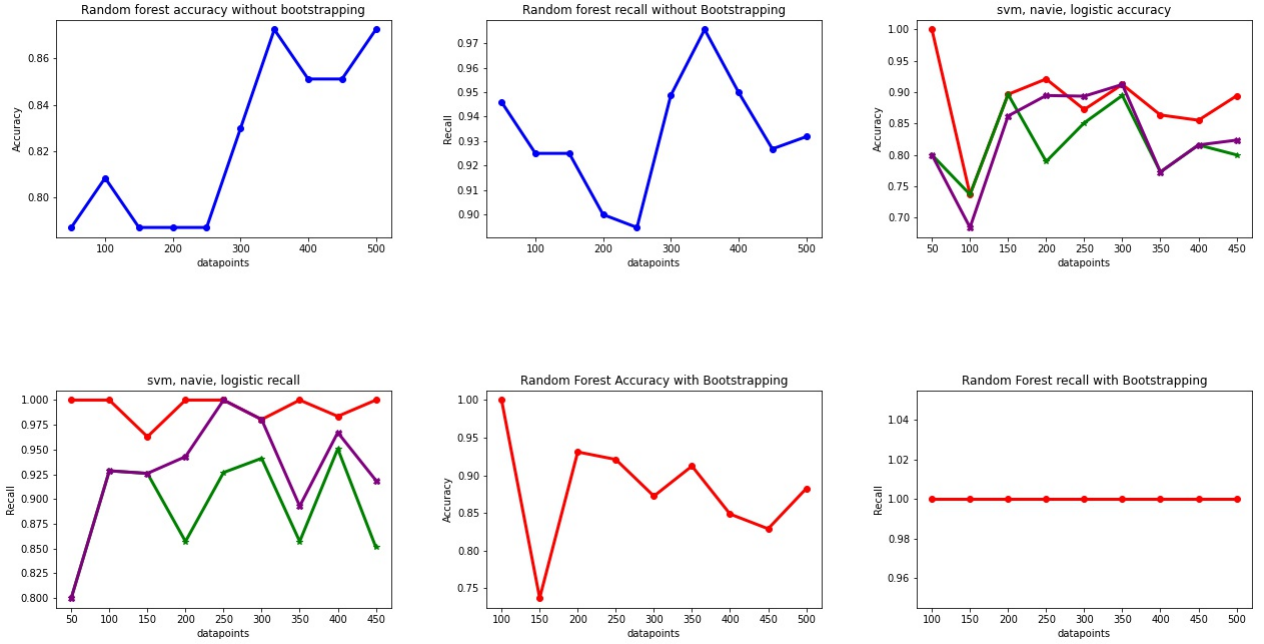 Random forest accuracy without bootstrapping
Accuracy
0.86
0.84
0.82
0.80
100 200 300 400 500
datapoints
Random forest recall without Bootstrapping
Recall
0.97
0.96
0.95
0.94
0.93
0.92
0.91
0.90
100 200 300 400 500
datapoints
svm, navie, logistic accuracy
Accuracy
1.00
0.95
0.90
0.85
0.80
0.75
0.70
50 100 150 200 250 300 350 400 450
datapoints
svm, navie, logistic recall
Recall
1.000
0.975
0.950
0.925
0.900
0.875
0.850
0.825
0.800
50 100 150 200 250 300 350 400 450
datapoints
Random Forest Accuracy with Bootstrapping
Accuracy
1.00
0.95
0.90
0.85
0.80
0.75
100 150 200 250 300 350 400 450 500
datapoints
Random Forest recall with Bootstrapping
Recall
1.04
1.02
1.00
0.98
0.96
100 150 200 250 300 350 400 450 500
datapoints